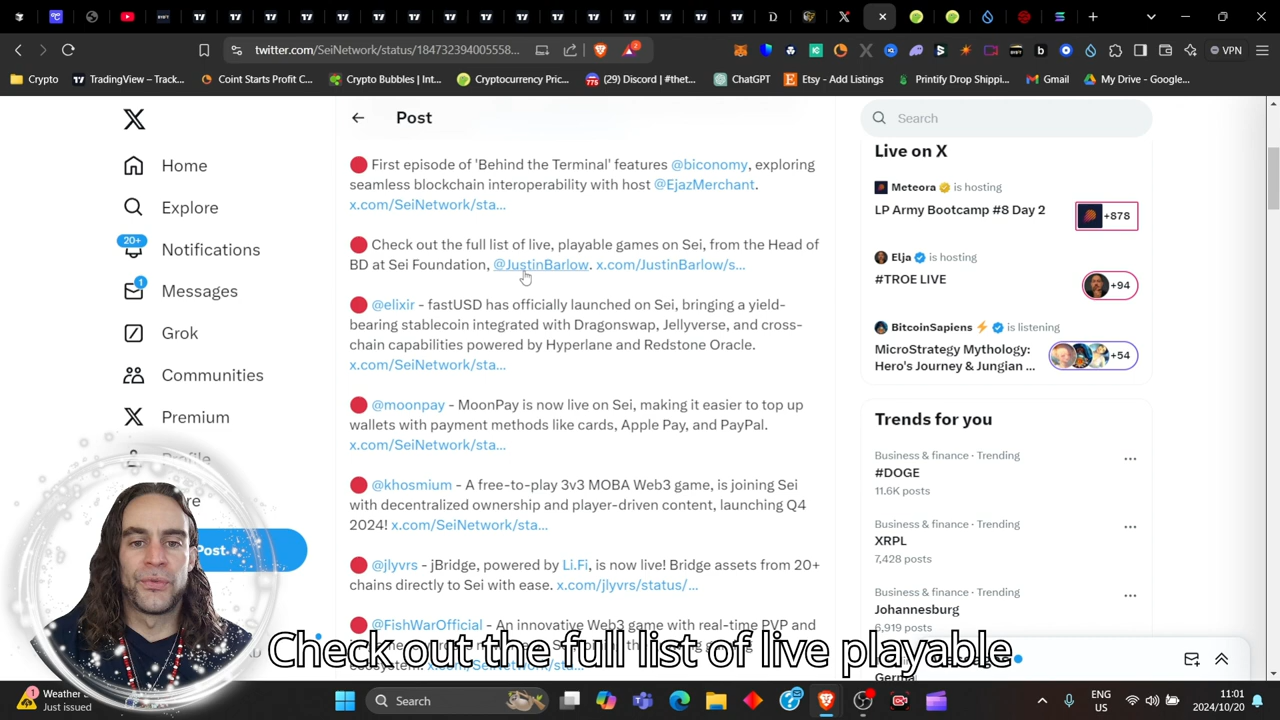 twitter.com/SeiNetwork/status/184732394005558...
2
VPN
Crypto
TradingView – Track...
Coint Starts Profit C...
Crypto Bubbles | Int...
Cryptocurrency Pric...
(29) Discord | #thet...
ChatGPT
Etsy - Add Listings
Printify Drop Shippi...
Gmail
My Drive - Google...
Home
Explore
20+
Notifications
1
Messages
Grok
Communities
Premium
Profile
Post
Post
🔴 First episode of 'Behind the Terminal' features @biconomy, exploring
seamless blockchain interoperability with host @EjazMerchant.
x.com/SeiNetwork/sta...
🔴 Check out the full list of live, playable games on Sei, from the Head of
BD at Sei Foundation, @JustinBarlow. x.com/JustinBarlow/s...
🔴 @elixir - fastUSD has officially launched on Sei, bringing a yield-
bearing stablecoin integrated with Dragonswap, Jellyverse, and cross-
chain capabilities powered by Hyperlane and Redstone Oracle.
x.com/SeiNetwork/sta...
🔴 @moonpay - MoonPay is now live on Sei, making it easier to top up
wallets with payment methods like cards, Apple Pay, and PayPal.
x.com/SeiNetwork/sta...
🔴 @khosmium - A free-to-play 3v3 MOBA Web3 game, is joining Sei
with decentralized ownership and player-driven content, launching Q4
2024! x.com/SeiNetwork/sta...
🔴 @jlyvrs - jBridge, powered by Li.Fi, is now live! Bridge assets from 20+
chains directly to Sei with ease. x.com/jlyvrs/status/...
🔴 @FishWarOfficial - An innovative Web3 game with real-time PVP and
Search
Live on X
Meteora is hosting
LP Army Bootcamp #8 Day 2
+878
Elja is hosting
#TROE LIVE
+94
BitcoinSapiens ⚡ is listening
MicroStrategy Mythology:
Hero's Journey & Jungian ...
+54
Trends for you
Business & finance · Trending
#DOGE
11.6K posts
Business & finance · Trending
XRPL
7,428 posts
Business & finance · Trending
Johannesburg
6,919 posts
Check out the full list of live playable
Weather
Just issued
Search
ENG
US
11:01
2024/10/20